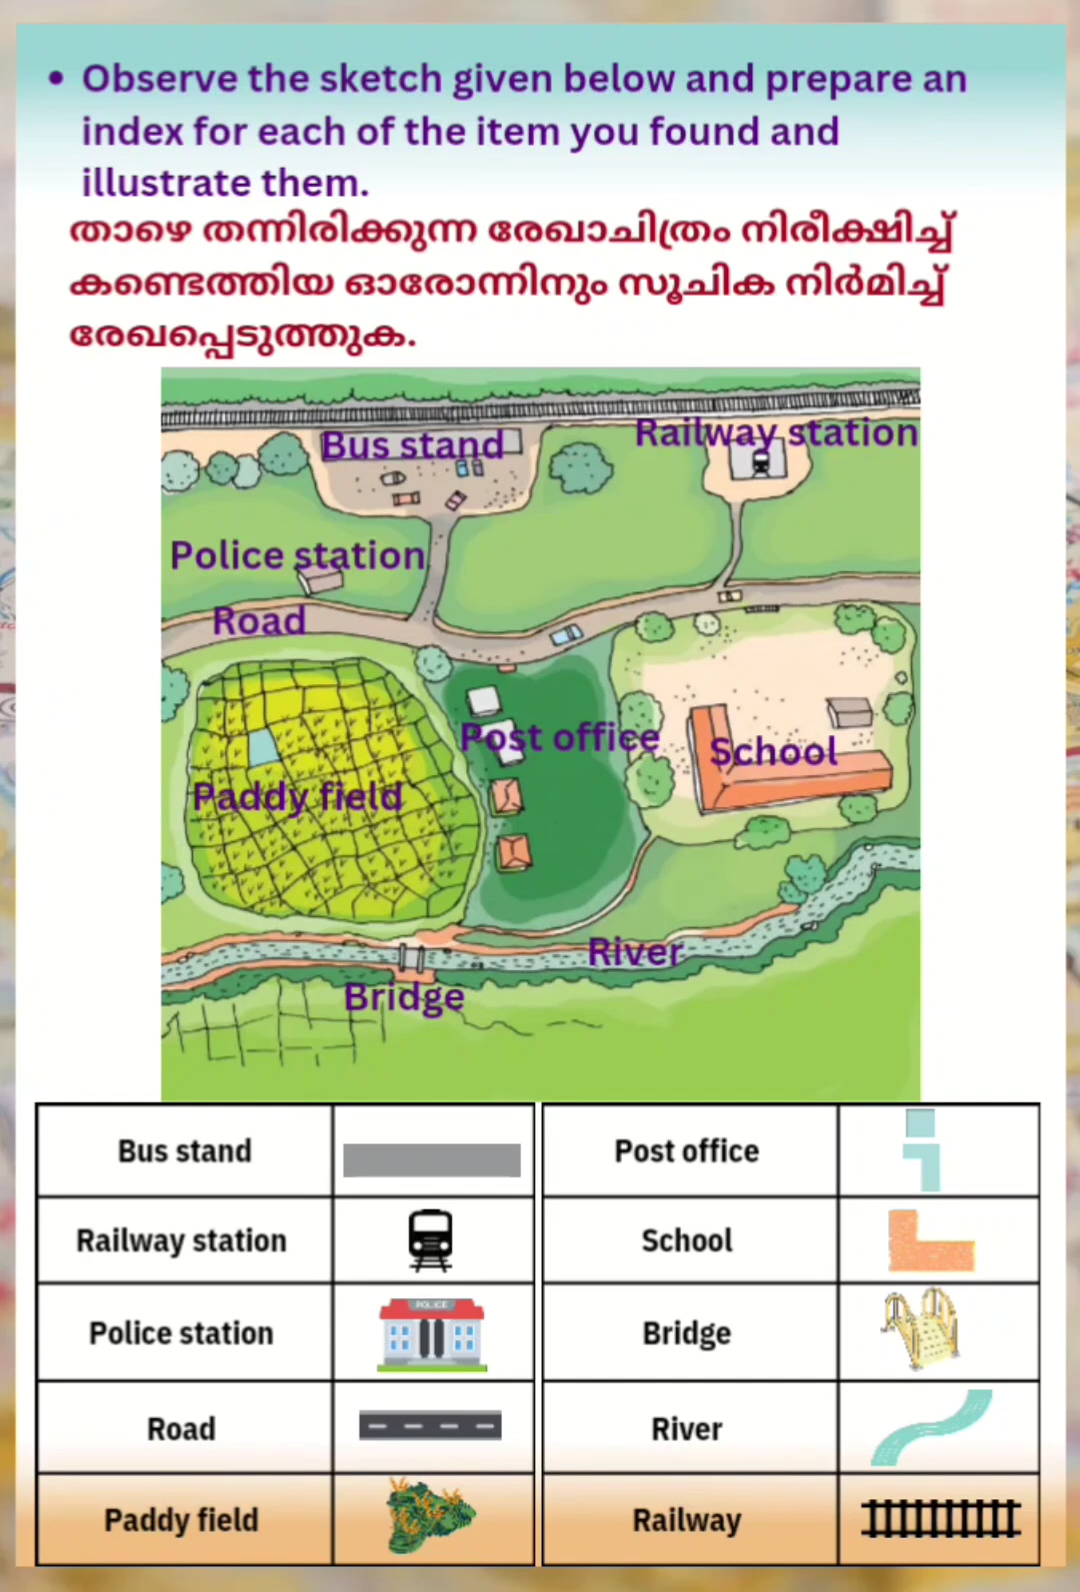 • Observe the sketch given below and prepare an
index for each of the item you found and
illustrate them.
താഴെ തന്നിരിക്കുന്ന രേഖാചിത്രം നിരീക്ഷിച്ച്
കണ്ടെത്തിയ ഓരോന്നിനും സൂചിക നിർമിച്ച്
രേഖപ്പെടുത്തുക.
Railway station
Bus stand
Police station
Road
Post office
School
Paddy field
River
Bridge
Bus stand
Post office
Railway station
School
Police station
POLICE
Bridge
Road
River
Paddy field
Railway